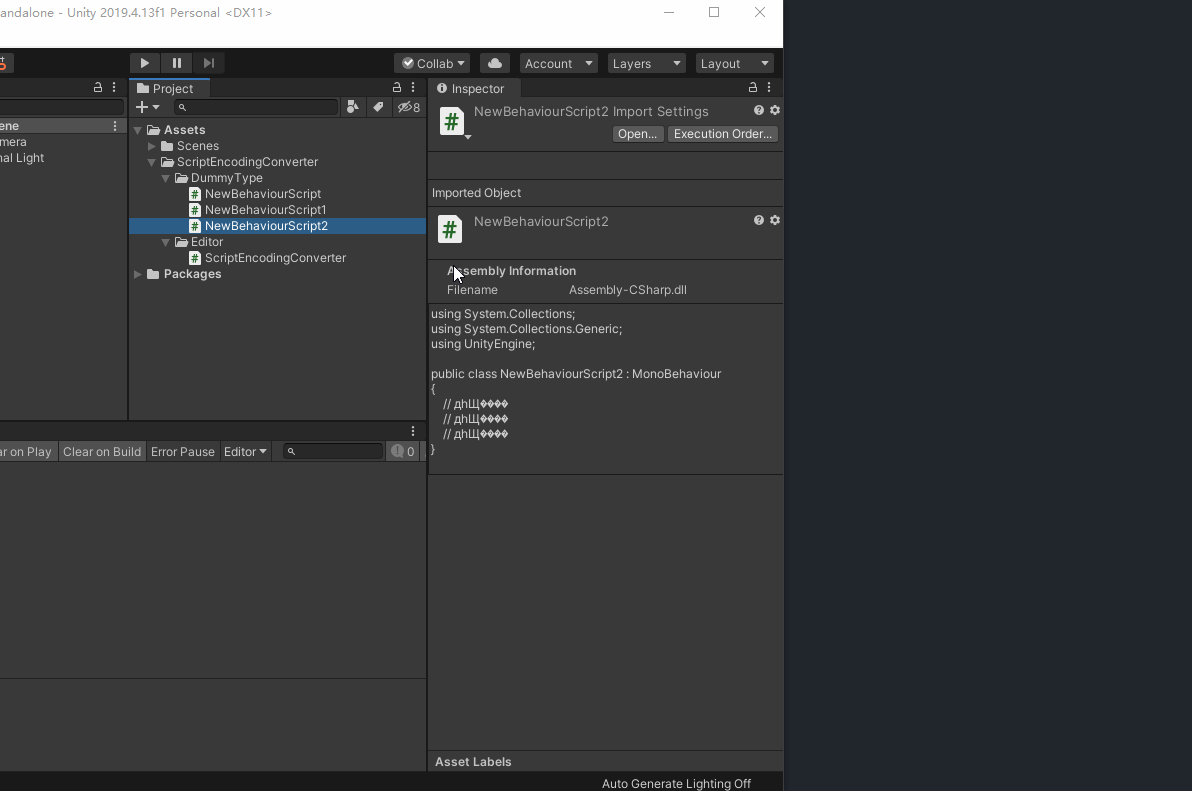 andalone - Unity 2019.4.13f1 Personal <DX11>
Collab
Account
Layers
Layout
Project
Inspector
8
ene
mera
nal Light
Assets
Scenes
ScriptEncodingConverter
DummyType
NewBehaviourScript
NewBehaviourScript1
NewBehaviourScript2
Editor
ScriptEncodingConverter
Packages
NewBehaviourScript2 Import Settings
Open...
Execution Order...
Imported Object
NewBehaviourScript2
Assembly Information
Filename Assembly-CSharp.dll
using System.Collections;
using System.Collections.Generic;
using UnityEngine;
public class NewBehaviourScript2 : MonoBehaviour
{
// дһЩ����
// дһЩ����
// дһЩ����
}
ar on Play
Clear on Build
Error Pause
Editor
0
Asset Labels
Auto Generate Lighting Off